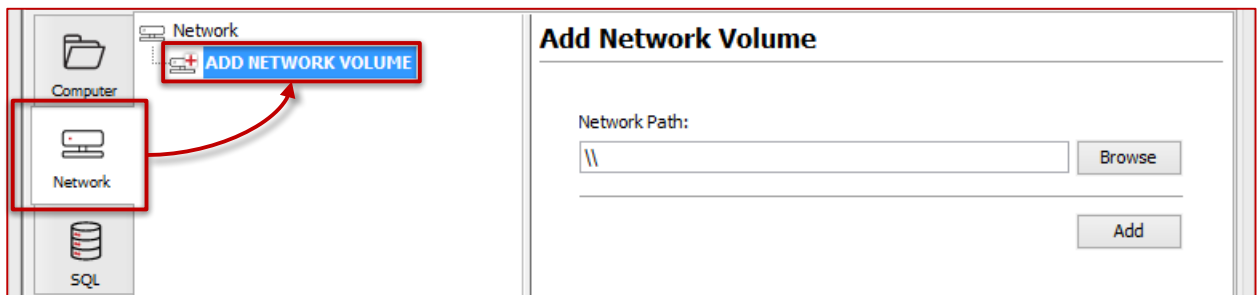 Computer
Network
SQL
Network
ADD NETWORK VOLUME
Add Network Volume
Network Path:
\\
Browse
Add